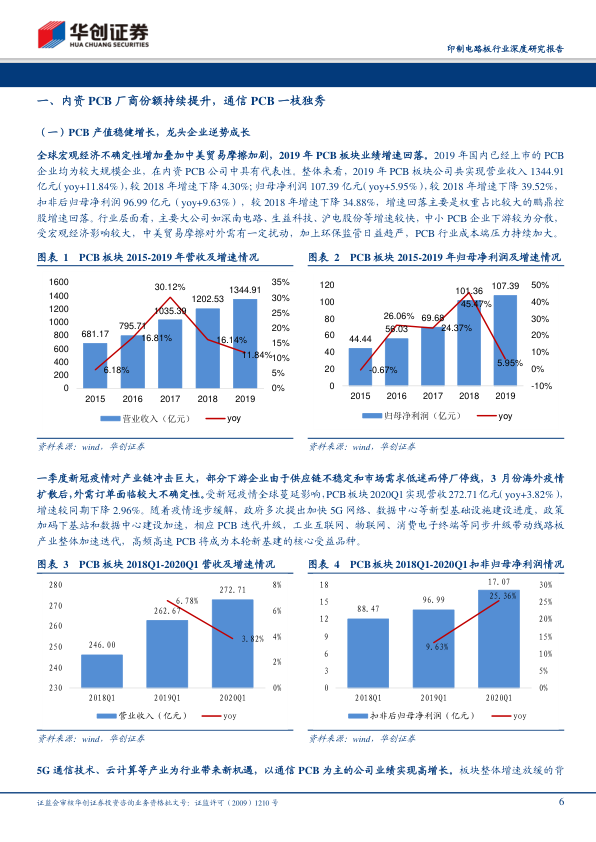 华创证券
HUA CHUANG SECURITIES
印制电路板行业深度研究报告
一、内资 PCB 厂商份额持续提升，通信 PCB 一枝独秀
（一）PCB 产值稳健增长，龙头企业逆势成长
全球宏观经济不确定性增加叠加中美贸易摩擦加剧，2019 年 PCB 板块业绩增速回落。2019 年国内已经上市的 PCB
企业均为较大规模企业，在内资 PCB 公司中具有代表性。整体来看，2019 年 PCB 板块公司共实现营业收入 1344.91
亿元( yoy+11.84%)，较 2018 年增速下降 4.30%; 归母净利润 107.39 亿元(yoy+5.95%)，较 2018 年增速下降 39.52%，
扣非后归母净利润 96.99 亿元（yoy+9.63%），较 2018 年增速下降 34.88%，增速回落主要是权重占比较大的鹏鼎控
股增速回落。行业层面看，主要大公司如深南电路、生益科技、沪电股份等增速较快，中小 PCB 企业下游较为分散，
受宏观经济影响较大，中美贸易摩擦对外需有一定扰动，加上环保监管日益趋严，PCB 行业成本端压力持续加大。
图表 1 PCB 板块 2015-2019 年营收及增速情况
1600
1400
1200
1000
800
600
400
200
0
35%
30%
25%
20%
15%
10%
5%
0%
681.17
795.71
1035.39
1202.53
1344.91
6.18%
16.81%
30.12%
16.14%
11.84%
2015 2016 2017 2018 2019
营业收入（亿元） yoy
资料来源：wind，华创证券
图表 2 PCB 板块 2015-2019 年归母净利润及增速情况
120
100
80
60
40
20
0
50%
40%
30%
20%
10%
0%
-10%
44.44
56.03
69.68
101.36
107.39
-0.67%
26.06%
24.37%
45.47%
5.95%
2015 2016 2017 2018 2019
归母净利润（亿元） yoy
资料来源：wind，华创证券
一季度新冠疫情对产业链冲击巨大，部分下游企业由于供应链不稳定和市场需求低迷而停厂停线，3 月份海外疫情
扩散后，外需订单面临较大不确定性。受新冠疫情全球蔓延影响，PCB 板块 2020Q1 实现营收 272.71 亿元( yoy+3.82%)，
增速较同期下降 2.96%。随着疫情逐步缓解，政府多次提出加快 5G 网络、数据中心等新型基础设施建设进度，政策
加码下基站和数据中心建设加速，相应 PCB 迭代升级，工业互联网、物联网、消费电子终端等同步升级带动线路板
产业整体加速迭代，高频高速 PCB 将成为本轮新基建的核心受益品种。
图表 3 PCB 板块 2018Q1-2020Q1 营收及增速情况
280
270
260
250
240
230
8%
6%
4%
2%
0%
246.00
262.67
272.71
6.78%
3.82%
2018Q1 2019Q1 2020Q1
营业收入（亿元） yoy
资料来源：wind，华创证券
图表 4 PCB 板块 2018Q1-2020Q1 扣非归母净利润情况
18
15
12
9
6
3
0
30%
25%
20%
15%
10%
5%
0%
88.47
96.99
17.07
9.63%
25.36%
2018Q1 2019Q1 2020Q1
扣非后归母净利润（亿元） yoy
资料来源：wind，华创证券
5G 通信技术、云计算等产业为行业带来新机遇，以通信 PCB 为主的公司业绩实现高增长。板块整体增速放缓的背
证监会审核华创证券投资咨询业务资格批文号：证监许可（2009）1210 号
6